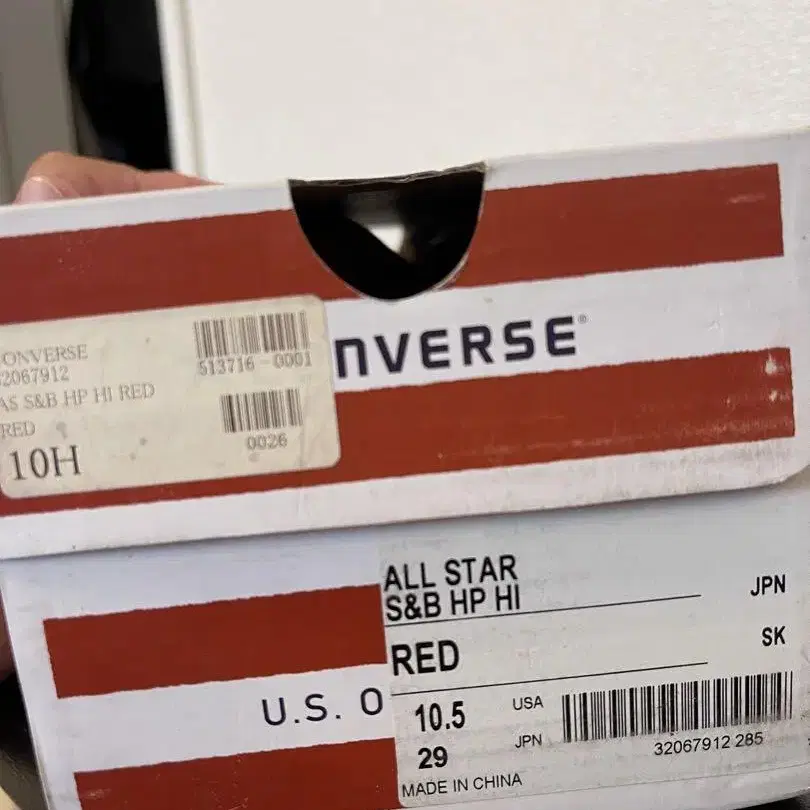 ONVERSE
32067912
513716-0001
AS S&B HP HI RED
RED
0026
10H
NVERSE®
ALL STAR
S&B HP HI
JPN
RED
SK
U.S. O
10.5 USA
29 JPN
32067912 285
MADE IN CHINA